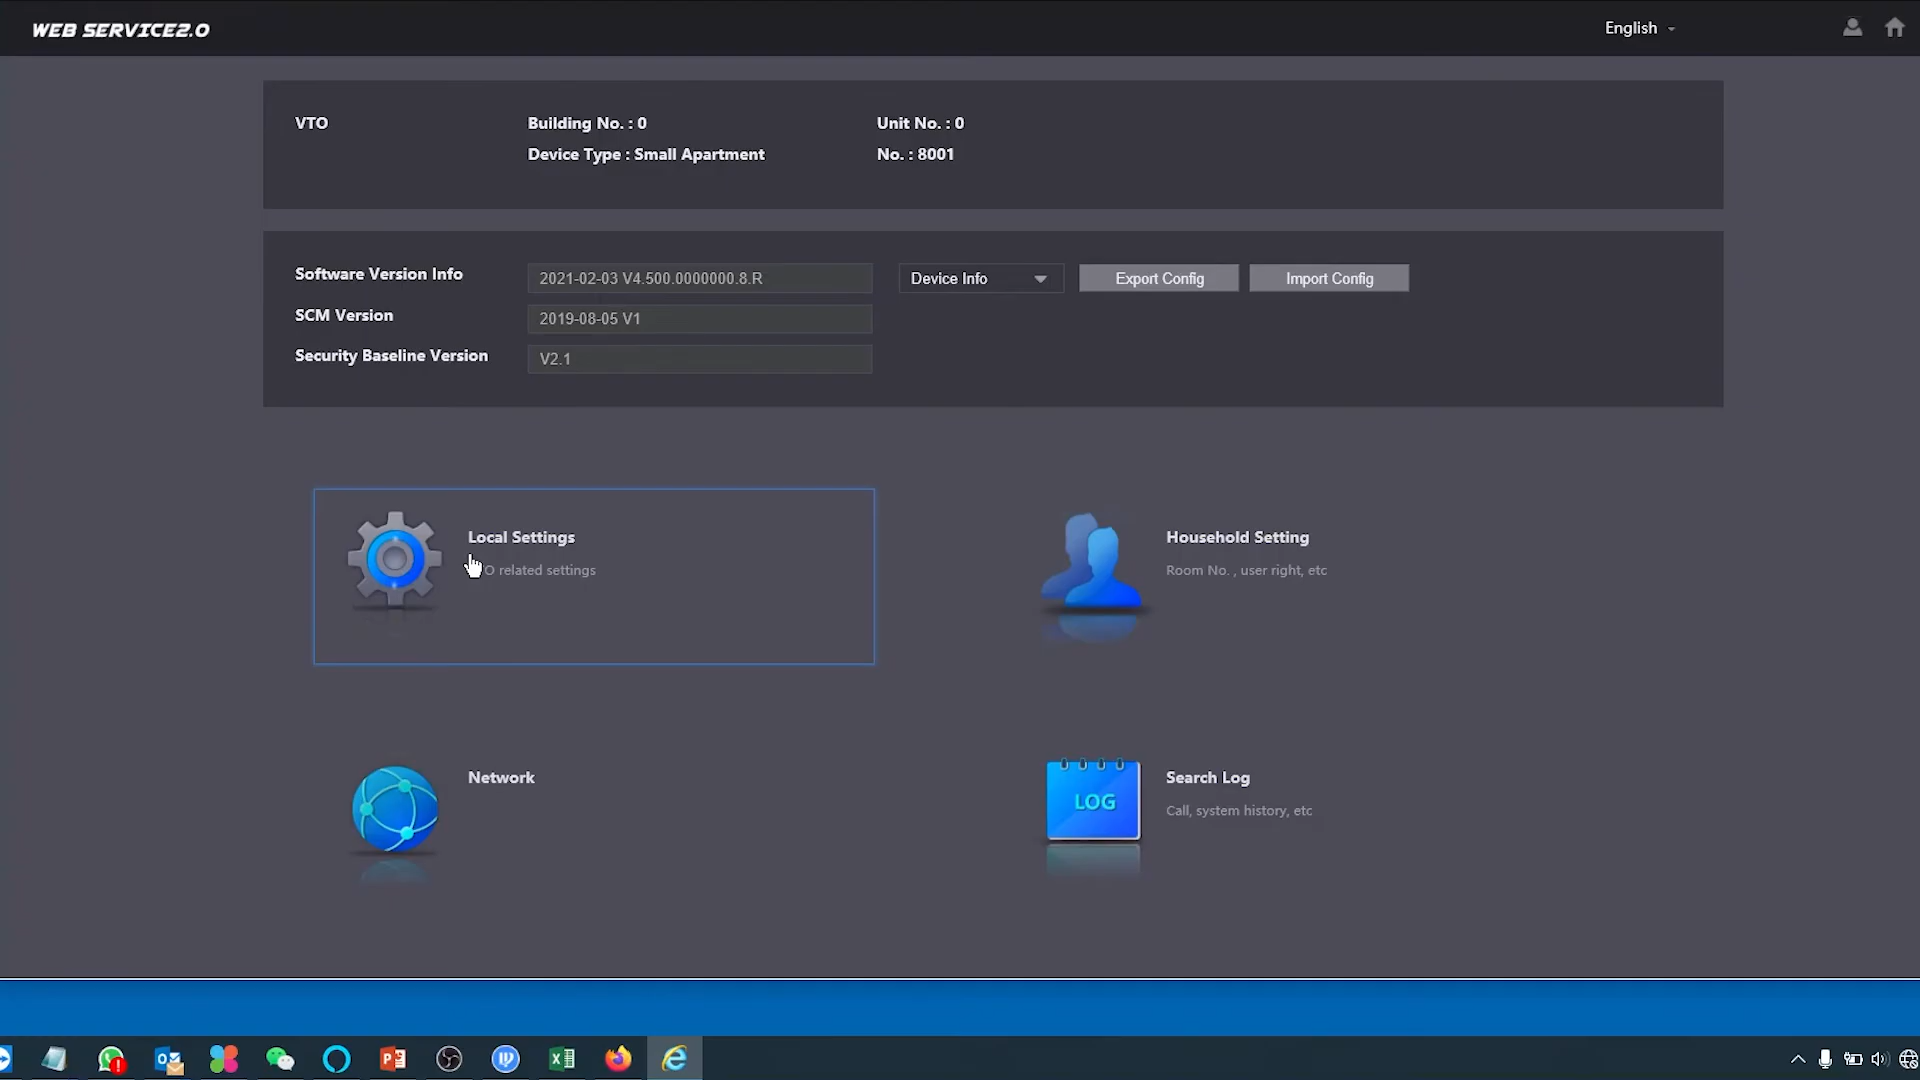 WEB SERVICE2.0
English
VTO
Building No. : 0
Unit No. : 0
Device Type : Small Apartment
No. : 8001
Software Version Info
2021-02-03 V4.500.0000000.8.R
Device Info
Export Config
Import Config
SCM Version
2019-08-05 V1
Security Baseline Version
V2.1
Local Settings
O related settings
Household Setting
Room No. , user right, etc
Network
LOG
Search Log
Call, system history, etc